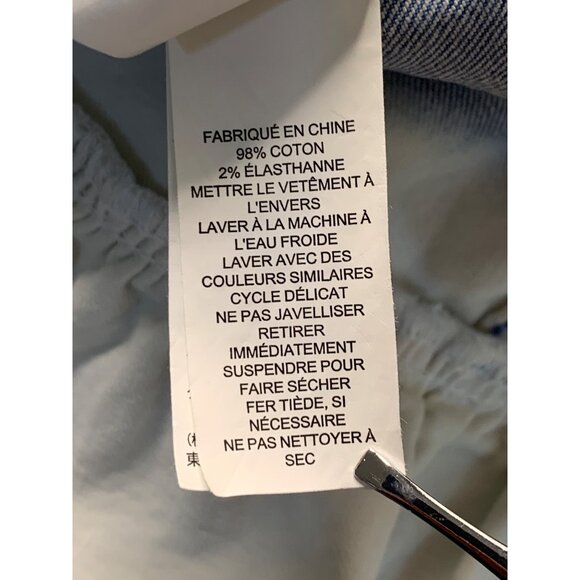 FABRIQUÉ EN CHINE
98% COTON
2% ÉLASTHANNE
METTRE LE VETÊMENT À
L'ENVERS
LAVER À LA MACHINE À
L'EAU FROIDE
LAVER AVEC DES
COULEURS SIMILAIRES
CYCLE DÉLICAT
NE PAS JAVELLISER
RETIRER
IMMÉDIATEMENT
SUSPENDRE POUR
FAIRE SÉCHER
FER TIÈDE, SI
NÉCESSAIRE
NE PAS NETTOYER À
SEC
東